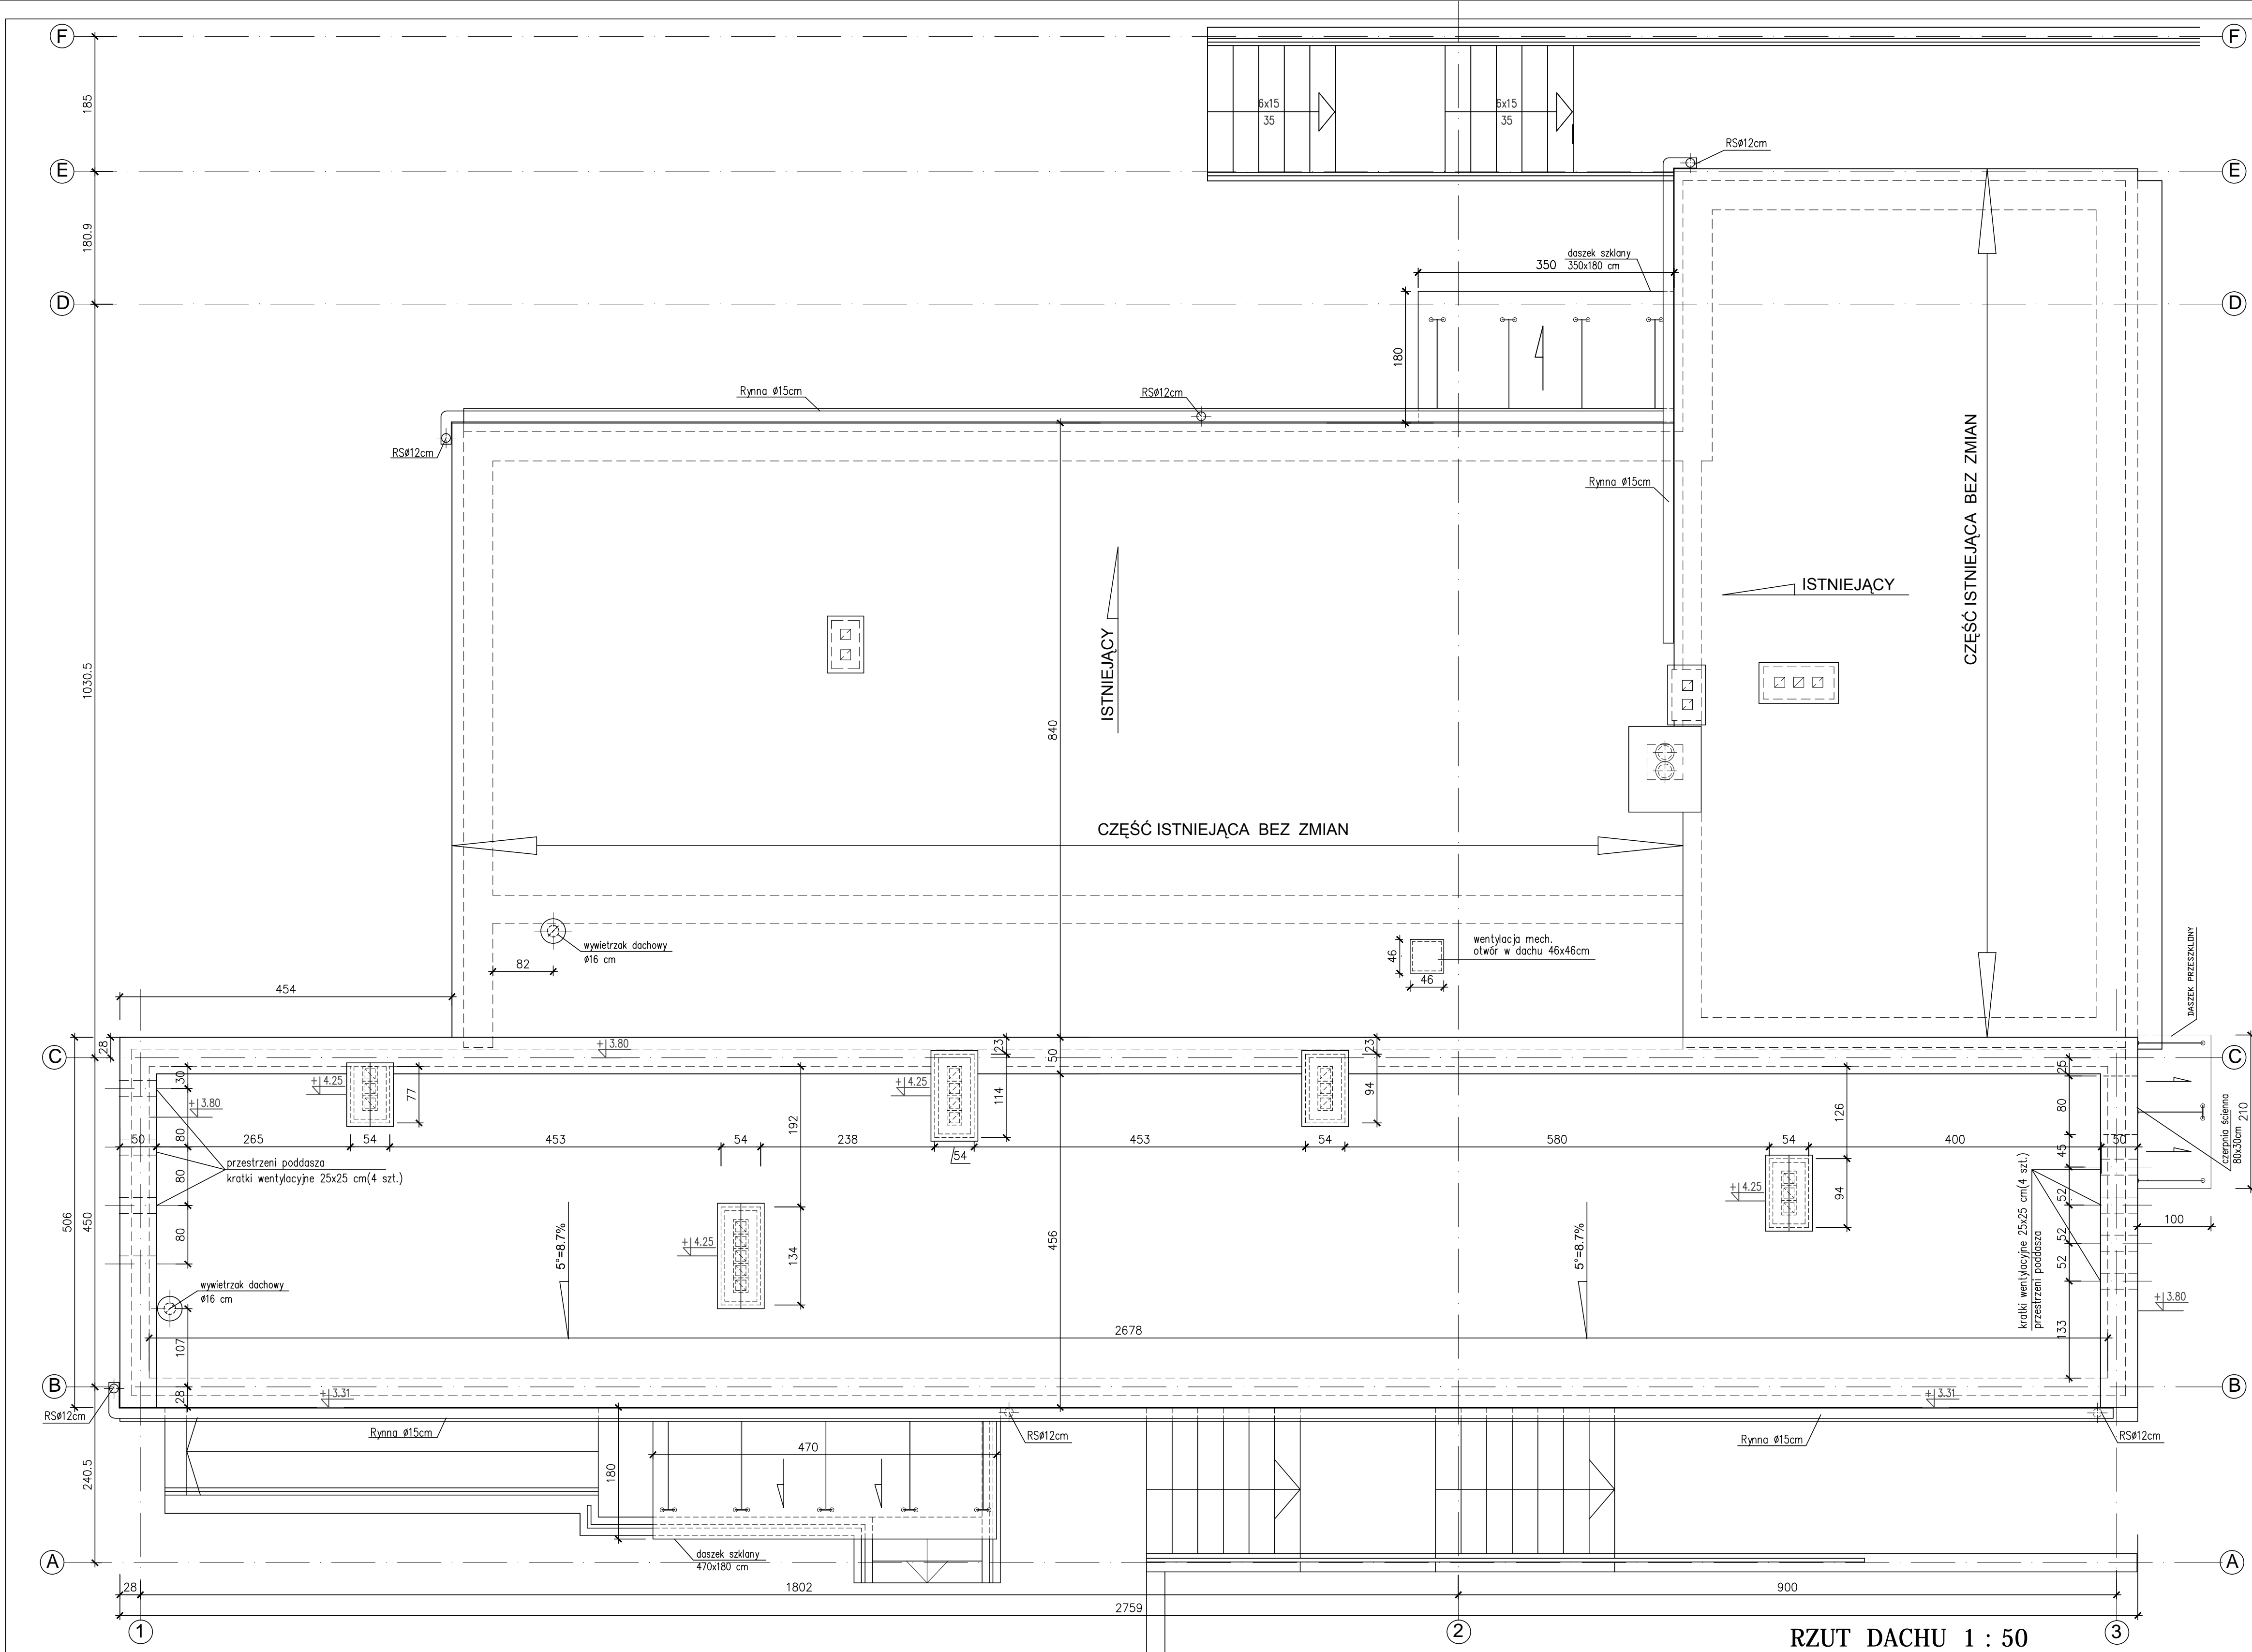 F
F
185
6x15
35
6x15
35
RSø12cm
E
E
180.9
daszek szklany
350x180 cm
350
D
D
180
Rynna ø15cm
RSø12cm
RSø12cm
Rynna ø15cm
CZĘŚĆ ISTNIEJĄCA BEZ ZMIAN
ISTNIEJĄCY
ISTNIEJĄCY
1030.5
840
CZĘŚĆ ISTNIEJĄCA BEZ ZMIAN
wywietrzak dachowy
ø16 cm
82
wentylacja mech.
otwór w dachu 46x46cm
46
46
DASZEK PRZESZKLONY
454
28
C
+3.80
23
50
23
C
30
+4.25
77
+4.25
114
94
25
+3.80
192
126
80
czerpnia ścienna
80x30cm
210
50
265
80
54
453
54
238
54
453
54
580
54
400
50
przestrzeni poddasza
kratki wentylacyjne 25x25 cm(4 szt.)
80
45
+4.25
94
52
506
450
80
+4.25
134
5°=8.7%
456
5°=8.7%
52
52
kratki wentylacyjne 25x25 cm(4 szt.)
przestrzeni poddasza
100
wywietrzak dachowy
ø16 cm
+3.80
107
2678
133
B
28
+3.31
+3.31
B
RSø12cm
Rynna ø15cm
470
RSø12cm
Rynna ø15cm
RSø12cm
240.5
180
daszek szklany
470x180 cm
A
A
28
1802
900
2759
1
2
3
RZUT DACHU 1 : 50